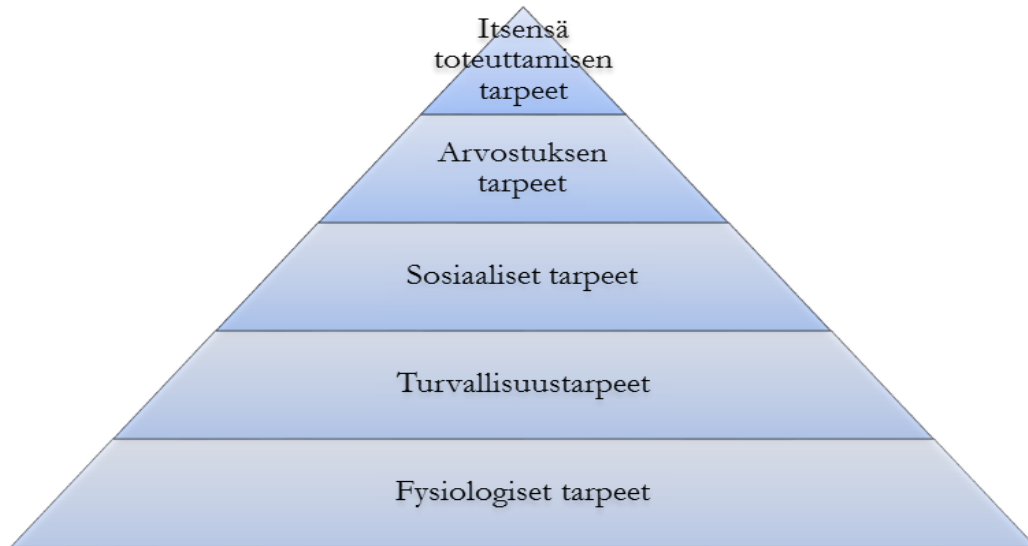 Itsensä
toteuttamisen
tarpeet
Arvostuksen
tarpeet
Sosiaaliset tarpeet
Turvallisuustarpeet
Fysiologiset tarpeet